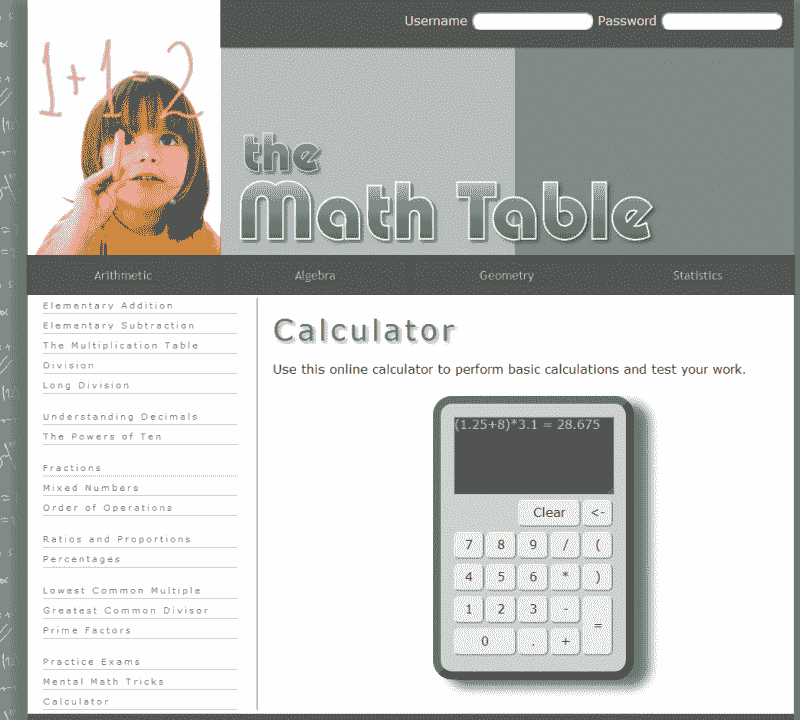 Username Password
1+1=2
the
Math Table
Arithmetic Algebra Geometry Statistics
Elementary Addition
Elementary Subtraction
The Multiplication Table
Division
Long Division
Understanding Decimals
The Powers of Ten
Fractions
Mixed Numbers
Order of Operations
Ratios and Proportions
Percentages
Lowest Common Multiple
Greatest Common Divisor
Prime Factors
Practice Exams
Mental Math Tricks
Calculator
Calculator
Use this online calculator to perform basic calculations and test your work.
(1.25+8)*3.1 = 28.675
Clear <-
7 8 9 / (
4 5 6 * )
1 2 3 - =
0 . +